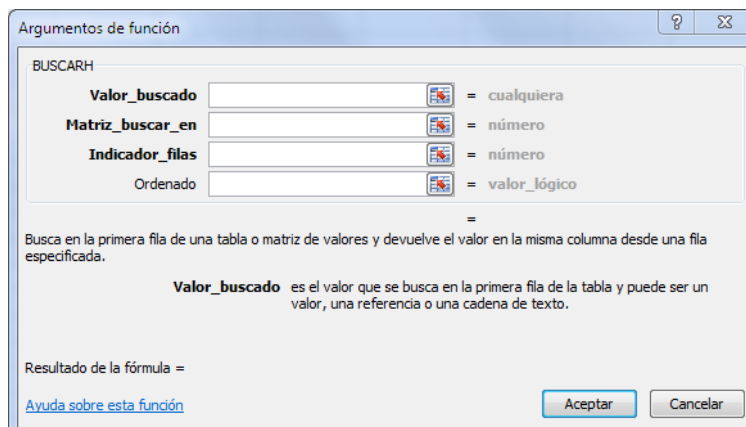 Argumentos de función
BUSCARH
Valor_buscado = cualquiera
Matriz_buscar_en = número
Indicador_filas = número
Ordenado = valor_lógico
=
Busca en la primera fila de una tabla o matriz de valores y devuelve el valor en la misma columna desde una fila
especificada.
Valor_buscado es el valor que se busca en la primera fila de la tabla y puede ser un
valor, una referencia o una cadena de texto.
Resultado de la fórmula =
Ayuda sobre esta función
Aceptar
Cancelar